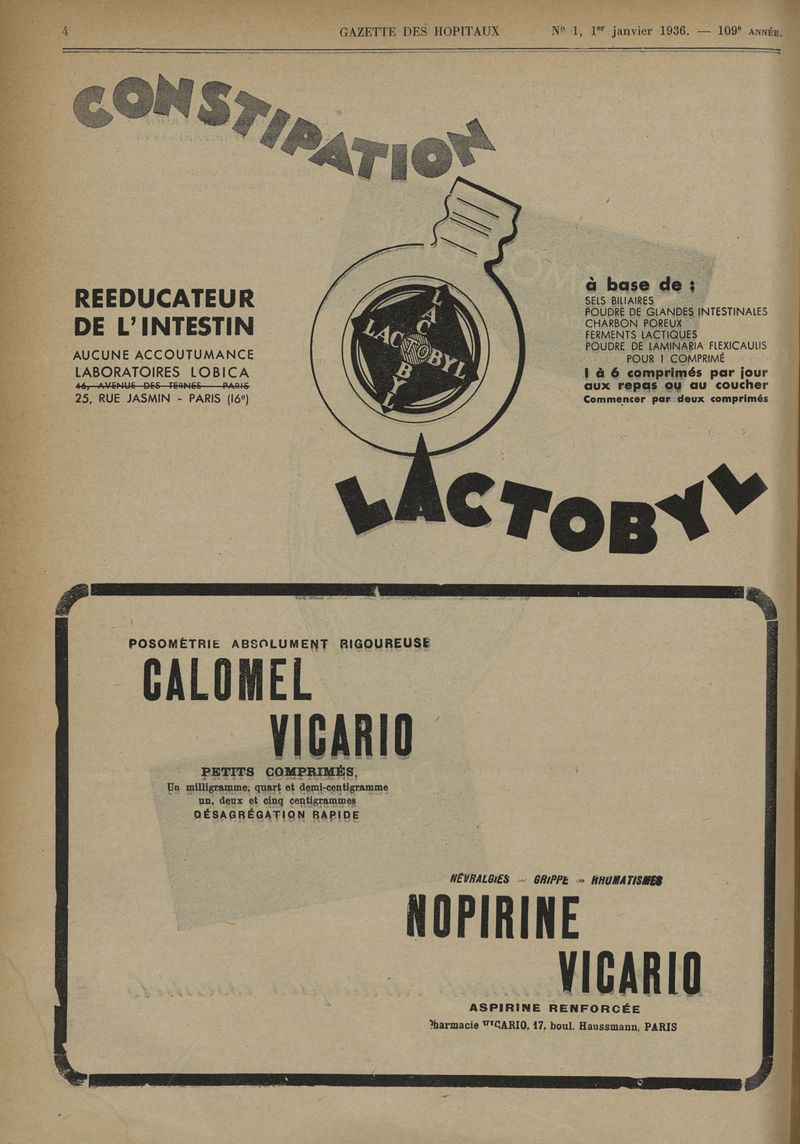 4 GAZETTE DES HOPITAUX Nº 1, 1er janvier 1936. — 109e ANNÉE.
CONSTIPATION
REEDUCATEUR
DE L'INTESTIN
AUCUNE ACCOUTUMANCE
LABORATOIRES LOBICA
46, AVENUE DES TERNES - PARIS
25, RUE JASMIN - PARIS (16e)
LACTOBYL
LACTOBYL
à base de :
SELS BILIAIRES
POUDRE DE GLANDES INTESTINALES
CHARBON POREUX
FERMENTS LACTIQUES
POUDRE DE LAMINARIA FLEXICAULIS
POUR 1 COMPRIMÉ
1 à 6 comprimés par jour
aux repas ou au coucher
Commencer par deux comprimés
LACTOBYL
POSOMÉTRIE ABSOLUMENT RIGOUREUSE
CALOMEL
VICARIO
PETITS COMPRIMÉS,
Un milligramme; quart et demi-centigramme
un, deux et cinq centigrammes
DÉSAGRÉGATION RAPIDE
NÉVRALGIES - GRIPPE - RHUMATISMES
NOPIRINE
VICARIO
ASPIRINE RENFORCÉE
Pharmacie VICARIO, 17, boul. Haussmann, PARIS